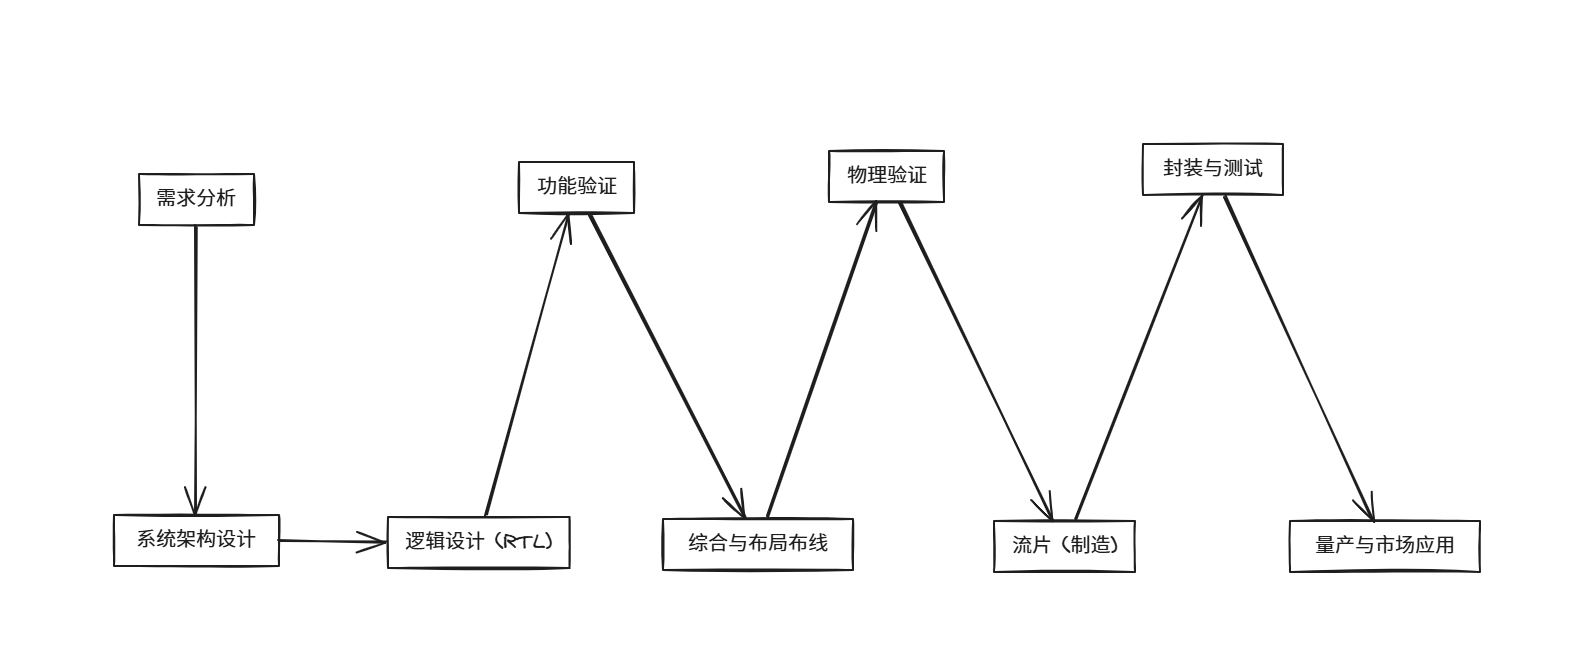 需求分析
系统架构设计
逻辑设计（RTL）
功能验证
综合与布局布线
物理验证
流片（制造）
封装与测试
量产与市场应用